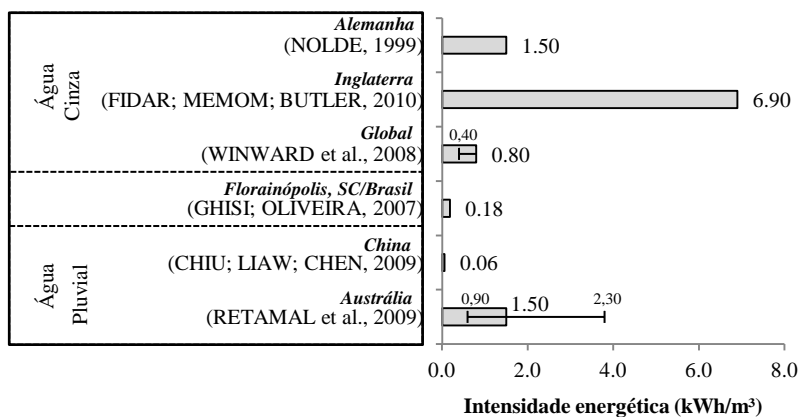 Água
Cinza
Alemanha
(NOLDE, 1999)
1.50
Inglaterra
(FIDAR; MEMOM; BUTLER, 2010)
6.90
Global
(WINWARD et al., 2008)
0,40
0.80
Florainópolis, SC/Brasil
(GHISI; OLIVEIRA, 2007)
0.18
Água
Pluvial
China
(CHIU; LIAW; CHEN, 2009)
0.06
Austrália
(RETAMAL et al., 2009)
0,90
1.50
2,30
0.0 2.0 4.0 6.0 8.0
Intensidade energética (kWh/m³)